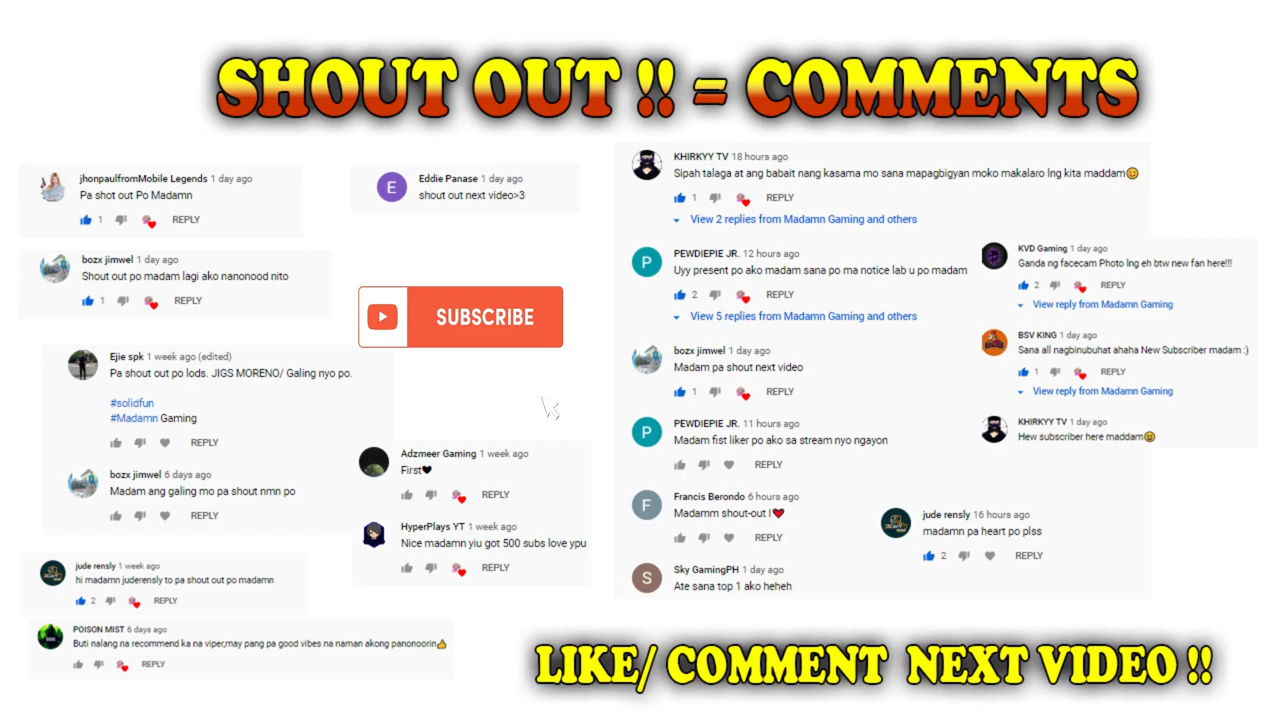 SHOUT OUT !! = COMMENTS
jhonpaulfromMobile Legends 1 day ago
Pa shot out Po Madamn
1 REPLY
bozx jimwel 1 day ago
Shout out po madam lagi ako nanonood nito
1 REPLY
Ejie spk 1 week ago (edited)
Pa shout out po lods. JIGS MORENO/ Galing nyo po.
#solidfun
#Madamn Gaming
REPLY
bozx jimwel 6 days ago
Madam ang galing mo pa shout nmn po
REPLY
jude rensly 1 week ago
hi madamn juderensly to pa shout out po madamn
2 REPLY
POISON MIST 6 days ago
Buti nalang na recommend ka na viper,may pang pa good vibes na naman akong panonoorin👍
REPLY
E
Eddie Panase 1 day ago
shout out next video>3
SUBSCRIBE
Adzmeer Gaming 1 week ago
First🖤
REPLY
HyperPlays YT 1 week ago
Nice madamn yiu got 500 subs love ypu
REPLY
KHIRKYY TV 18 hours ago
Sipah talaga at ang babait nang kasama mo sana mapagbigyan moko makalaro lng kita maddam😊
1 REPLY
View 2 replies from Madamn Gaming and others
P
PEWDIEPIE JR. 12 hours ago
Uyy present po ako madam sana po ma notice lab u po madam
2 REPLY
View 5 replies from Madamn Gaming and others
bozx jimwel 1 day ago
Madam pa shout next video
1 REPLY
P
PEWDIEPIE JR. 11 hours ago
Madam fist liker po ako sa stream nyo ngayon
REPLY
F
Francis Berondo 6 hours ago
Madamm shout-out I❤
REPLY
S
Sky GamingPH 1 day ago
Ate sana top 1 ako heheh
KVD Gaming 1 day ago
Ganda ng facecam Photo lng eh btw new fan here!!!
2 REPLY
View reply from Madamn Gaming
BSV KING 1 day ago
Sana all nagbinubuhat ahaha New Subscriber madam :)
1 REPLY
View reply from Madamn Gaming
KHIRKYY TV 1 day ago
Hew subscriber here maddam😀
jude rensly 16 hours ago
madamn pa heart po plss
2 REPLY
LIKE/ COMMENT NEXT VIDEO !!